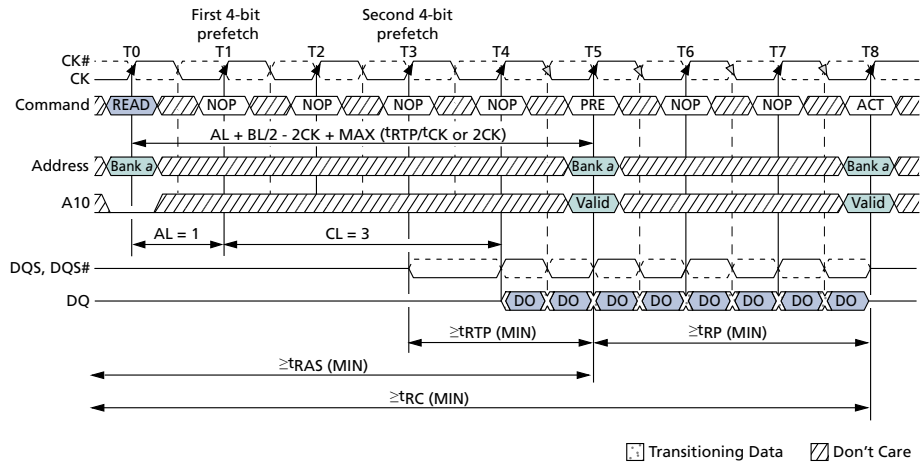 First 4-bit
prefetch
Second 4-bit
prefetch
T0 T1 T2 T3 T4 T5 T6 T7 T8
CK#
CK
Command READ NOP NOP NOP NOP PRE NOP NOP ACT
AL + BL/2 - 2CK + MAX (tRTP/tCK or 2CK)
Address Bank a Bank a Bank a
A10 Valid Valid
AL = 1 CL = 3
DQS, DQS#
DQ DO DO DO DO DO DO DO DO
≥tRTP (MIN) ≥tRP (MIN)
≥tRAS (MIN)
≥tRC (MIN)
Transitioning Data Don't Care